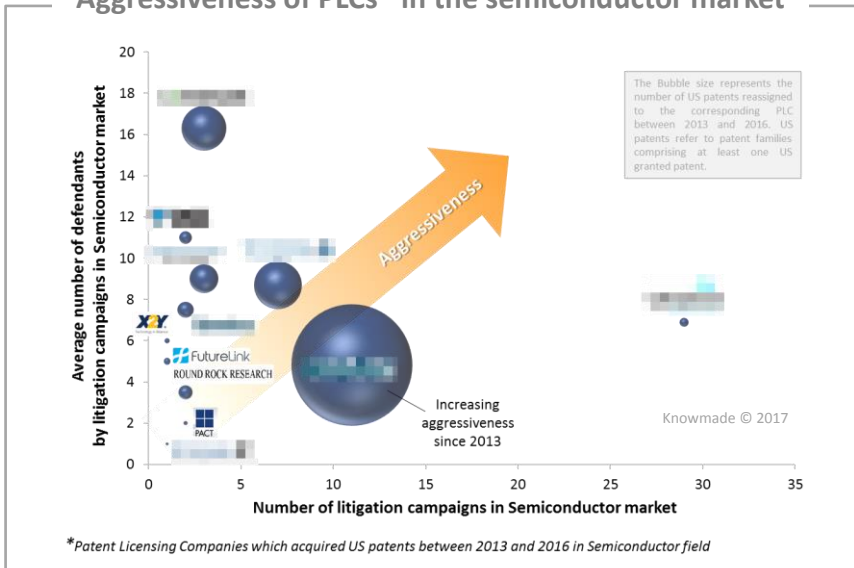 Aggressiveness of PLCs* in the semiconductor market
20
18
16
14
12
10
8
6
4
2
0
0
5
10
15
20
25
30
35
Average number of defendants
by litigation campaigns in Semiconductor market
Number of litigation campaigns in Semiconductor market
The Bubble size represents the
number of US patents reassigned
to the corresponding PLC
between 2013 and 2016. US
patents refer to patent families
comprising at least one US
granted patent.
Aggressiveness
X2Y
FutureLink
ROUND ROCK RESEARCH
PACT
Increasing
aggressiveness
since 2013
Knowmade © 2017
*Patent Licensing Companies which acquired US patents between 2013 and 2016 in Semiconductor field